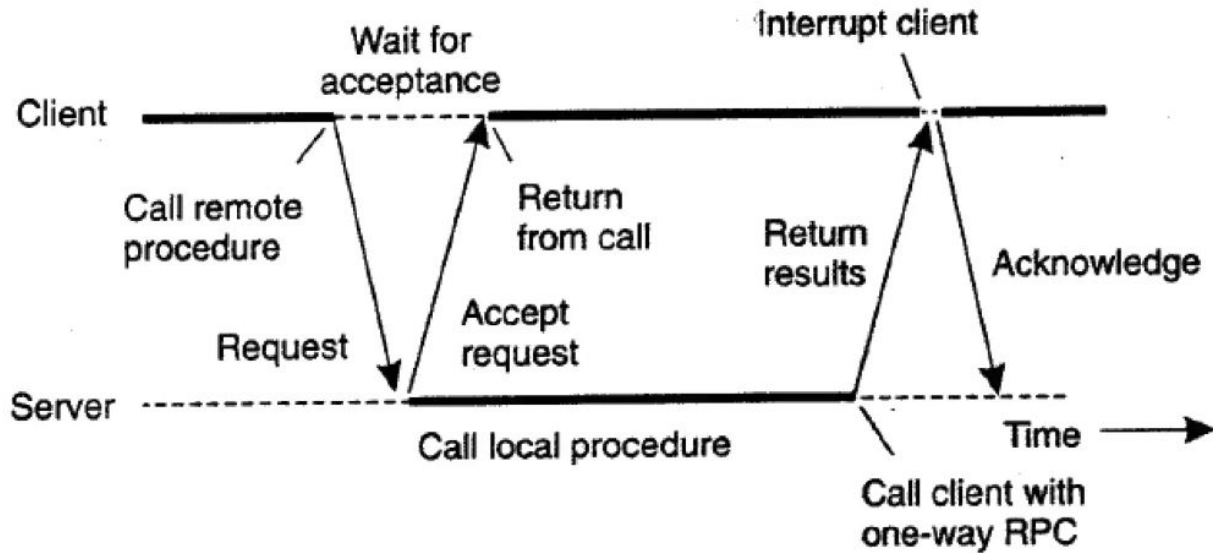 Interrupt client
Wait for
acceptance
Client
Call remote
procedure
Return
from call
Return
results
Acknowledge
Request
Accept
request
Server
Call local procedure
Time
Call client with
one-way RPC